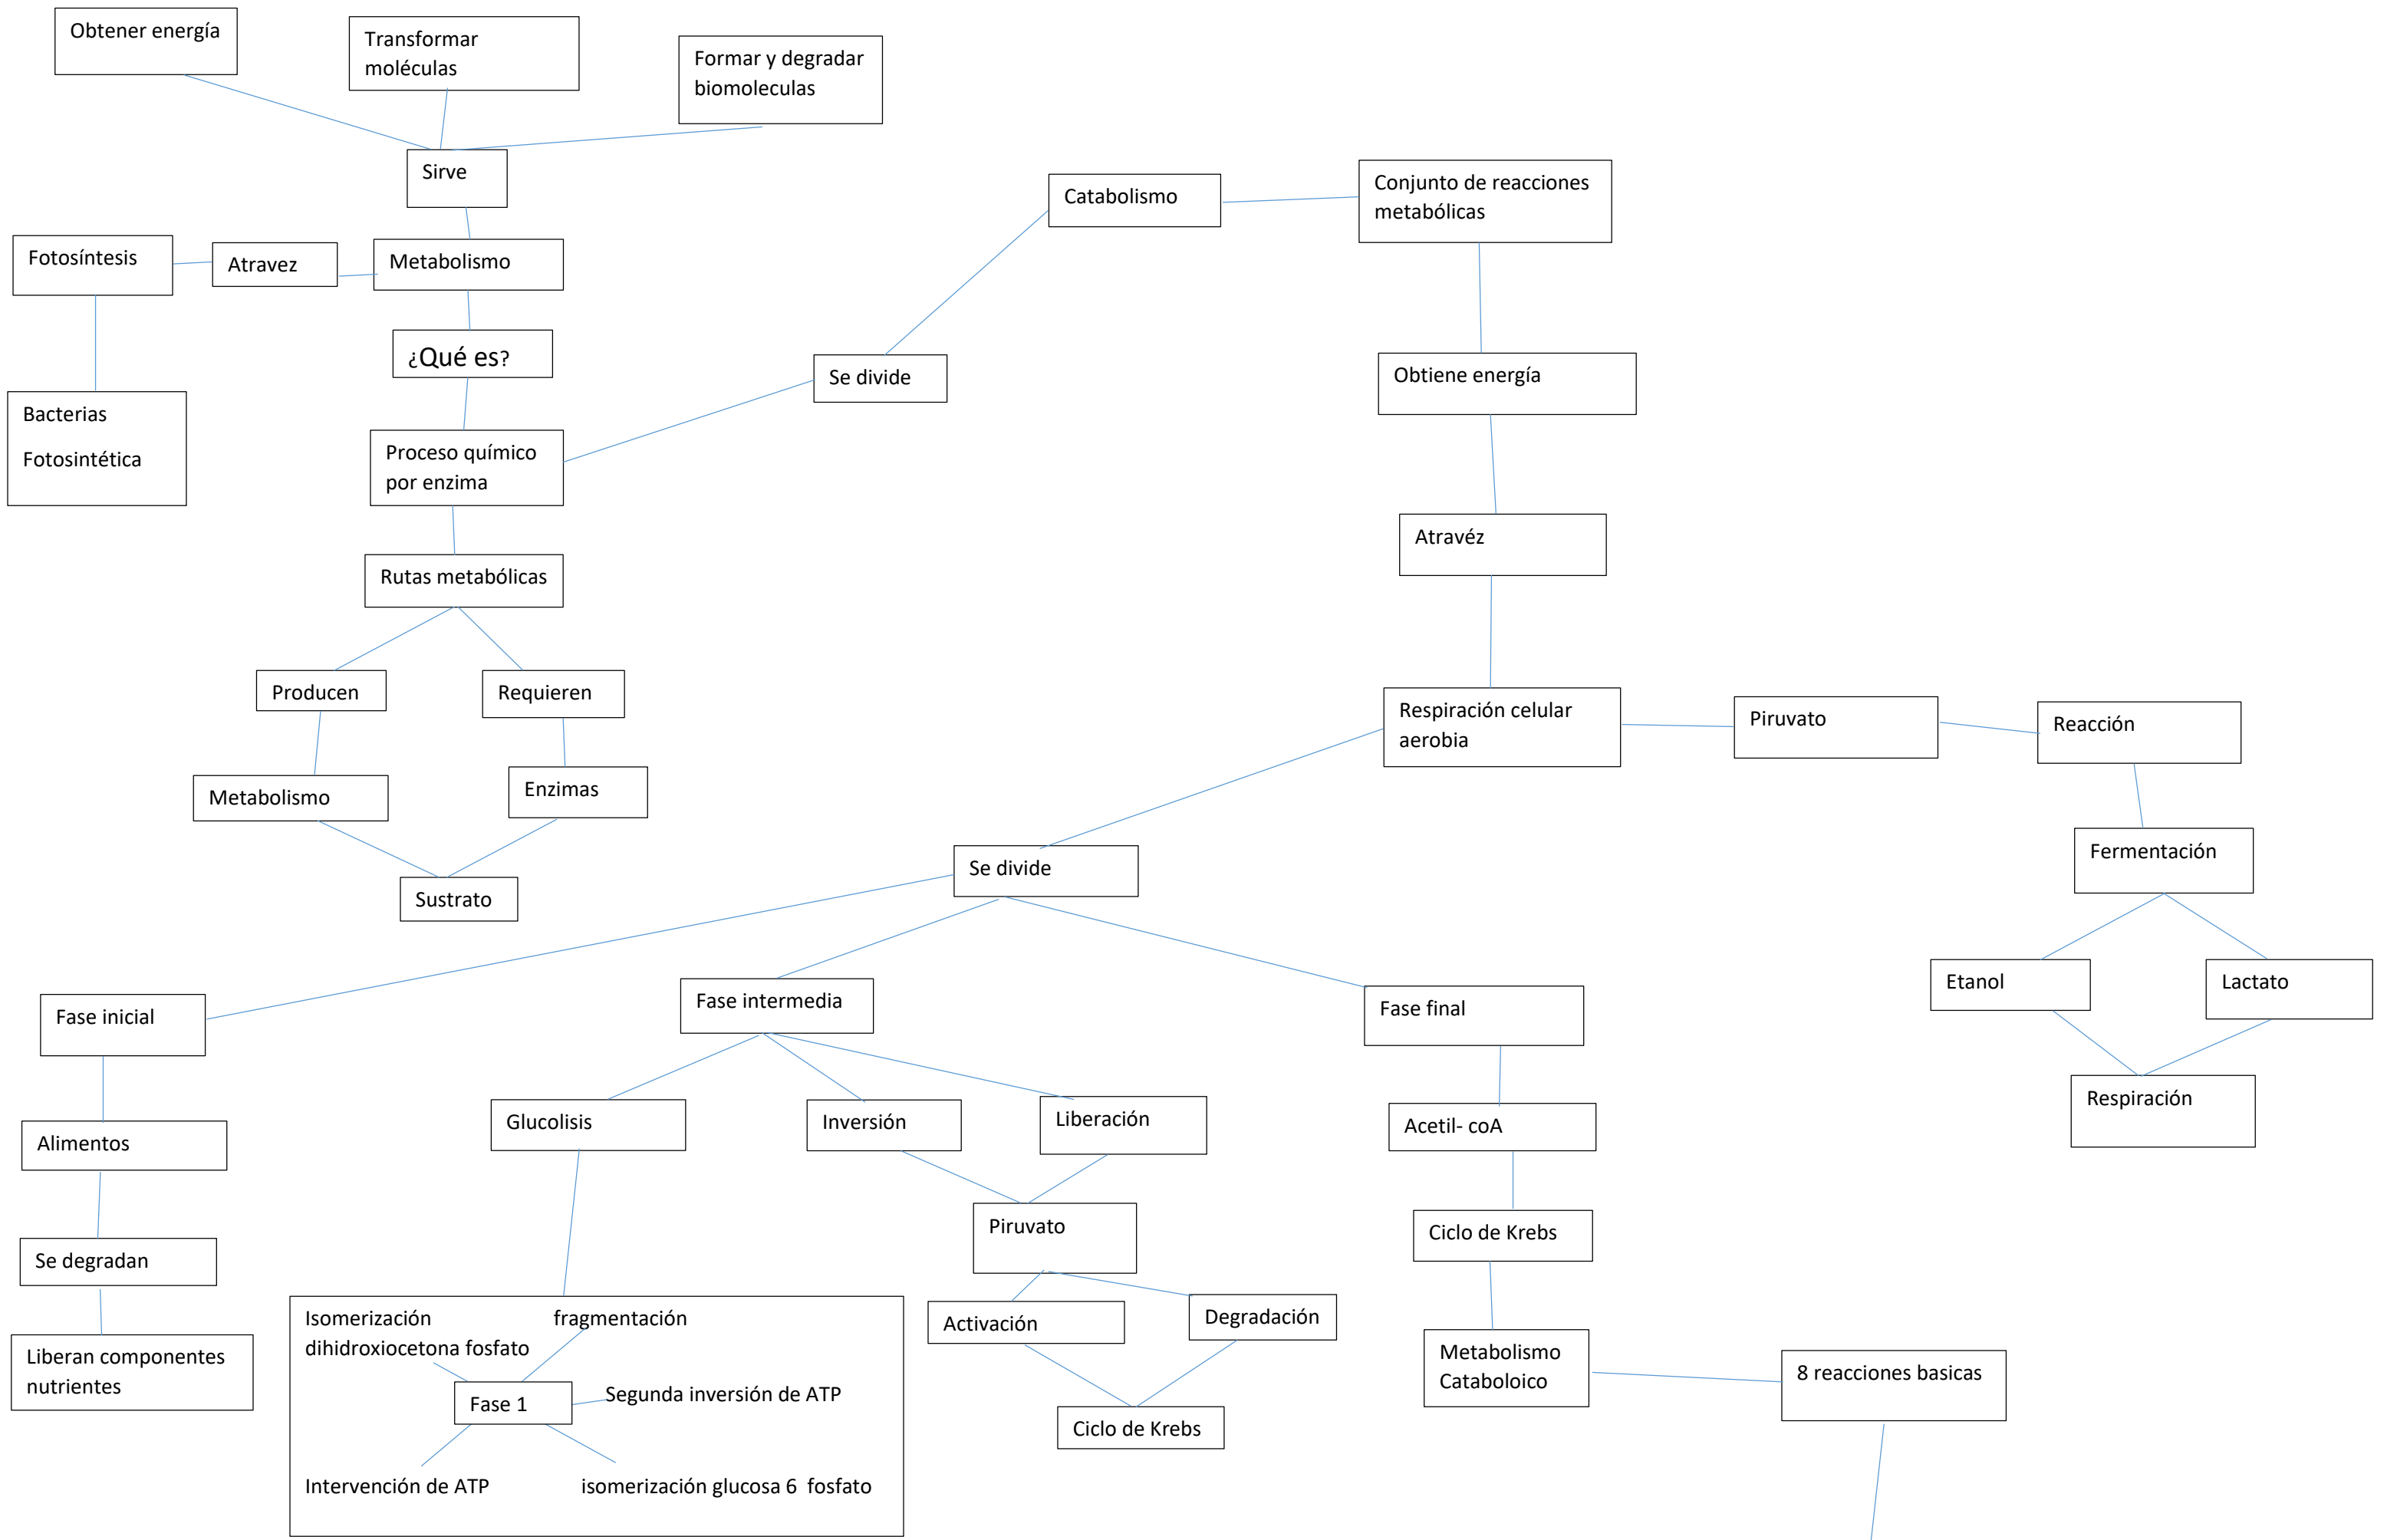 Obtener energía
Transformar
moléculas
Formar y degradar
biomoleculas
Sirve
Catabolismo
Conjunto de reacciones
metabólicas
Fotosíntesis
Atravez
Metabolismo
¿Qué es?
Se divide
Obtiene energía
Bacterias
Fotosintética
Proceso químico
por enzima
Atravéz
Rutas metabólicas
Producen
Requieren
Respiración celular
aerobia
Piruvato
Reacción
Metabolismo
Enzimas
Fermentación
Se divide
Sustrato
Etanol
Lactato
Fase inicial
Fase intermedia
Fase final
Respiración
Alimentos
Glucolisis
Inversión
Liberación
Acetil- coA
Piruvato
Ciclo de Krebs
Se degradan
Isomerización fragmentación
dihidroxiocetona fosfato
Activación
Degradación
Liberan componentes
nutrientes
Metabolismo
Cataboloico
8 reacciones basicas
Fase 1
Segunda inversión de ATP
Ciclo de Krebs
Intervención de ATP
isomerización glucosa 6 fosfato